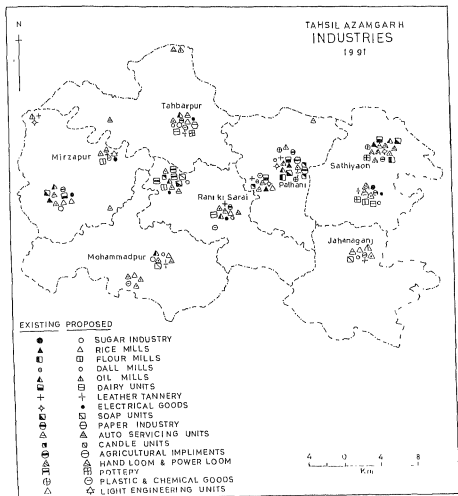 N
TAHSIL AZAMGARH
INDUSTRIES
1991
Tahbarpur
Mirzapur
Sathiyaon
Palhani
Rani ki Sarai
Jahanaganj
Mohammadpur
EXISTING PROPOSED
SUGAR INDUSTRY
RICE MILLS
FLOUR MILLS
DALL MILLS
OIL MILLS
DAIRY UNITS
LEATHER TANNERY
ELECTRICAL GOODS
SOAP UNITS
PAPER INDUSTRY
AUTO SERVICING UNITS
CANDLE UNITS
AGRICULTURAL IMPLIMENTS
HAND LOOM & POWER LOOM
POTTEPY
PLASTIC & CHEMICAL GOODS
LIGHT ENGINEERING UNITS
4 0 4 8
Km